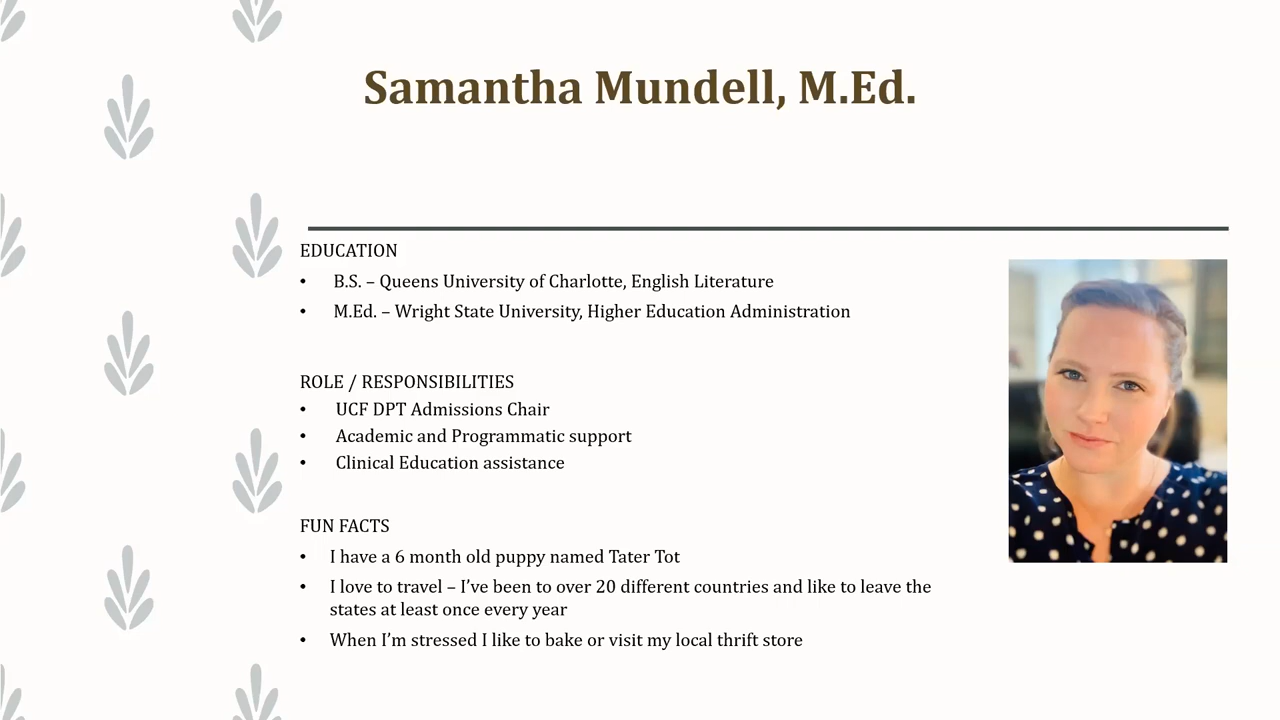 Samantha Mundell, M.Ed.
EDUCATION
• B.S. – Queens University of Charlotte, English Literature
• M.Ed. – Wright State University, Higher Education Administration
ROLE / RESPONSIBILITIES
• UCF DPT Admissions Chair
• Academic and Programmatic support
• Clinical Education assistance
FUN FACTS
• I have a 6 month old puppy named Tater Tot
• I love to travel – I’ve been to over 20 different countries and like to leave the
states at least once every year
• When I’m stressed I like to bake or visit my local thrift store